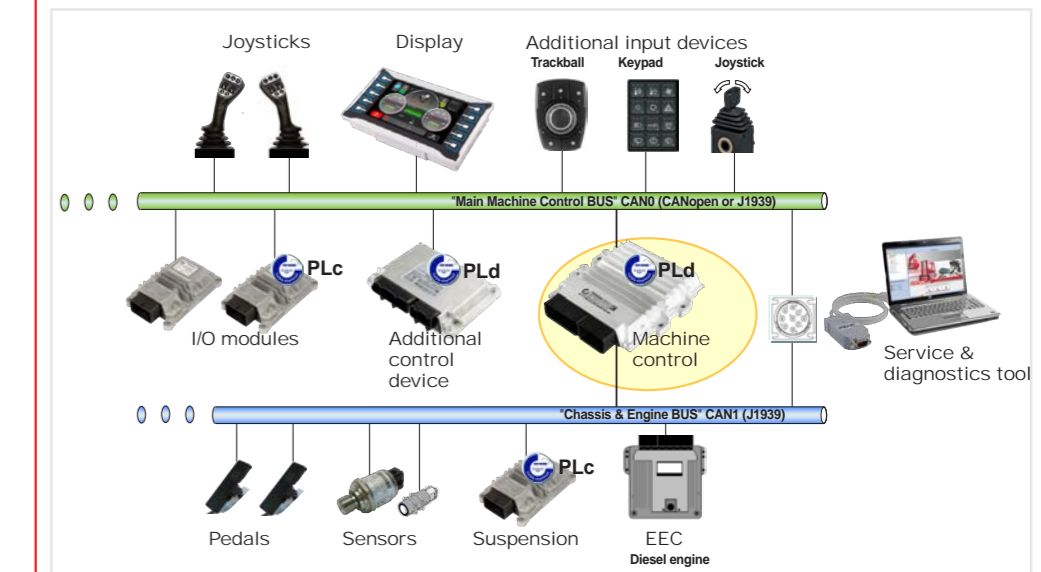 Joysticks
Display
Additional input devices
Trackball
Keypad
Joystick
"Main Machine Control BUS" CAN0 (CANopen or J1939)
PLc
PLd
PLd
I/O modules
Additional
control
device
Machine
control
Service &
diagnostics tool
"Chassis & Engine BUS" CAN1 (J1939)
PLc
Pedals
Sensors
Suspension
EEC
Diesel engine